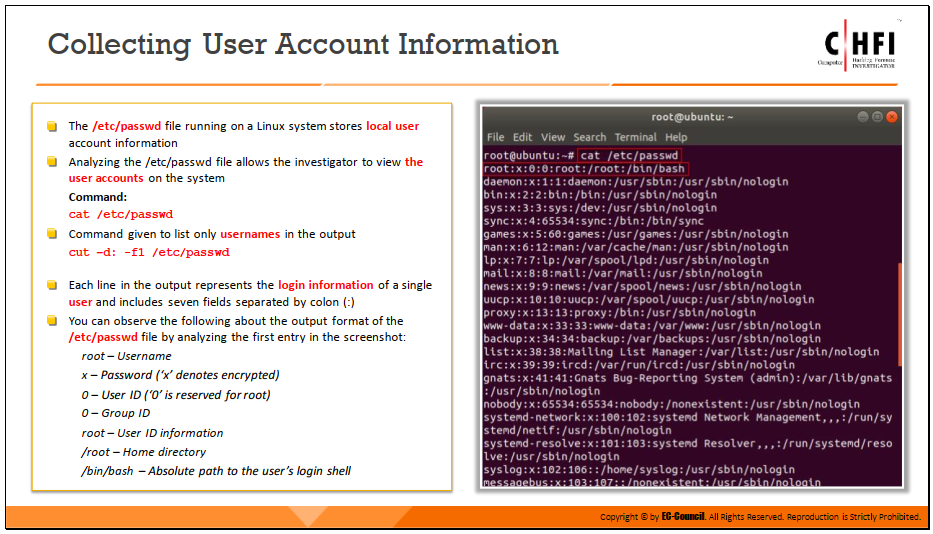 Collecting User Account Information
C HFI
Computer Hacking Forensic
INVESTIGATOR
The /etc/passwd file running on a Linux system stores local user
account information
Analyzing the /etc/passwd file allows the investigator to view the
user accounts on the system
Command:
cat /etc/passwd
Command given to list only usernames in the output
cut –d: -f1 /etc/passwd
Each line in the output represents the login information of a single
user and includes seven fields separated by colon (:)
You can observe the following about the output format of the
/etc/passwd file by analyzing the first entry in the screenshot:
root – Username
x – Password (‘x’ denotes encrypted)
0 – User ID (‘0’ is reserved for root)
0 – Group ID
root – User ID information
/root – Home directory
/bin/bash – Absolute path to the user’s login shell
root@ubuntu: ~
File Edit View Search Terminal Help
root@ubuntu:~# cat /etc/passwd
root:x:0:0:root:/root:/bin/bash
daemon:x:1:1:daemon:/usr/sbin:/usr/sbin/nologin
bin:x:2:2:bin:/bin:/usr/sbin/nologin
sys:x:3:3:sys:/dev:/usr/sbin/nologin
sync:x:4:65534:sync:/bin:/bin/sync
games:x:5:60:games:/usr/games:/usr/sbin/nologin
man:x:6:12:man:/var/cache/man:/usr/sbin/nologin
lp:x:7:7:lp:/var/spool/lpd:/usr/sbin/nologin
mail:x:8:8:mail:/var/mail:/usr/sbin/nologin
news:x:9:9:news:/var/spool/news:/usr/sbin/nologin
uucp:x:10:10:uucp:/var/spool/uucp:/usr/sbin/nologin
proxy:x:13:13:proxy:/bin:/usr/sbin/nologin
www-data:x:33:33:www-data:/var/www:/usr/sbin/nologin
backup:x:34:34:backup:/var/backups:/usr/sbin/nologin
list:x:38:38:Mailing List Manager:/var/list:/usr/sbin/nologin
irc:x:39:39:ircd:/var/run/ircd:/usr/sbin/nologin
gnats:x:41:41:Gnats Bug-Reporting System (admin):/var/lib/gnats
:/usr/sbin/nologin
nobody:x:65534:65534:nobody:/nonexistent:/usr/sbin/nologin
systemd-network:x:100:102:systemd Network Management,,,:/run/sy
stemd/netif:/usr/sbin/nologin
systemd-resolve:x:101:103:systemd Resolver,,,:/run/systemd/reso
lve:/usr/sbin/nologin
syslog:x:102:106::/home/syslog:/usr/sbin/nologin
messagebus:x:103:107::/nonexistent:/usr/sbin/nologin
Copyright © by EC-Council. All Rights Reserved. Reproduction is Strictly Prohibited.